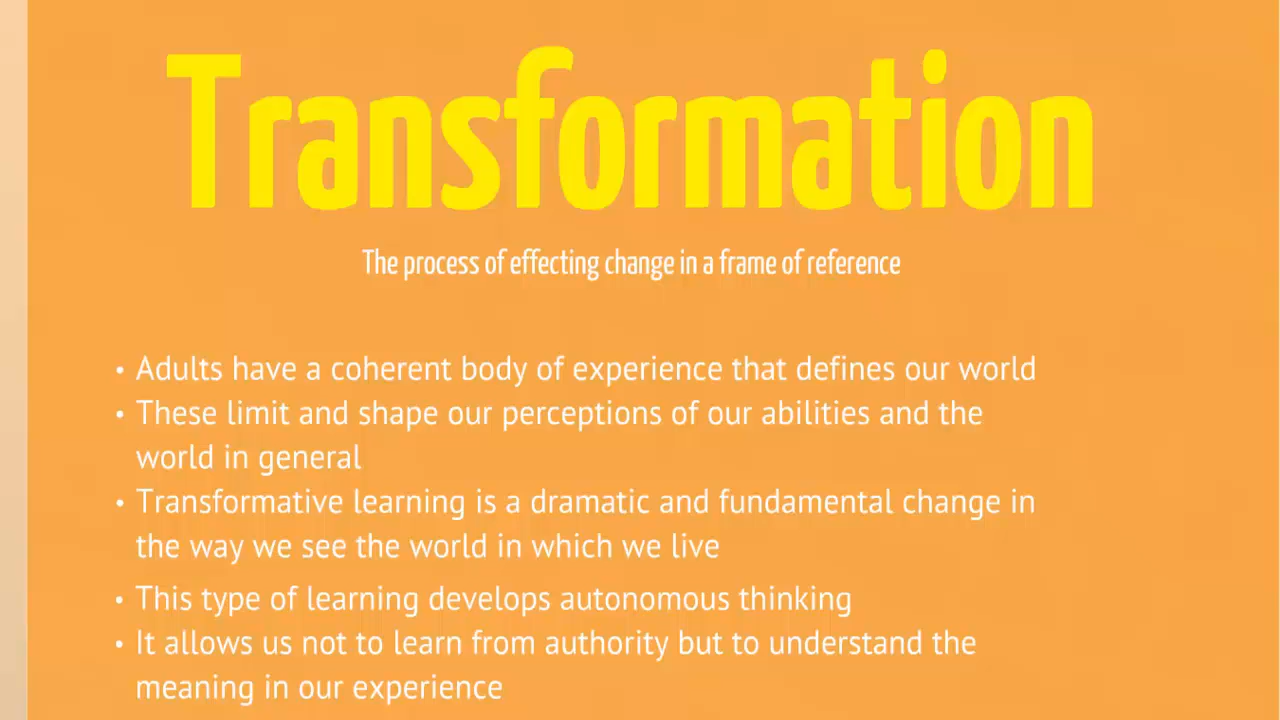 Transformation
The process of effecting change in a frame of reference
• Adults have a coherent body of experience that defines our world
• These limit and shape our perceptions of our abilities and the
world in general
• Transformative learning is a dramatic and fundamental change in
the way we see the world in which we live
• This type of learning develops autonomous thinking
• It allows us not to learn from authority but to understand the
meaning in our experience